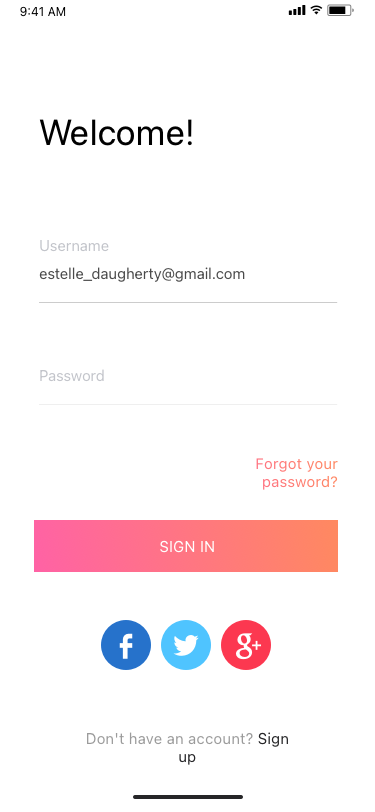 9:41 AM
Welcome!
Username
estelle_daugherty@gmail.com
Password
Forgot your
password?
SIGN IN
Don't have an account? Sign
up